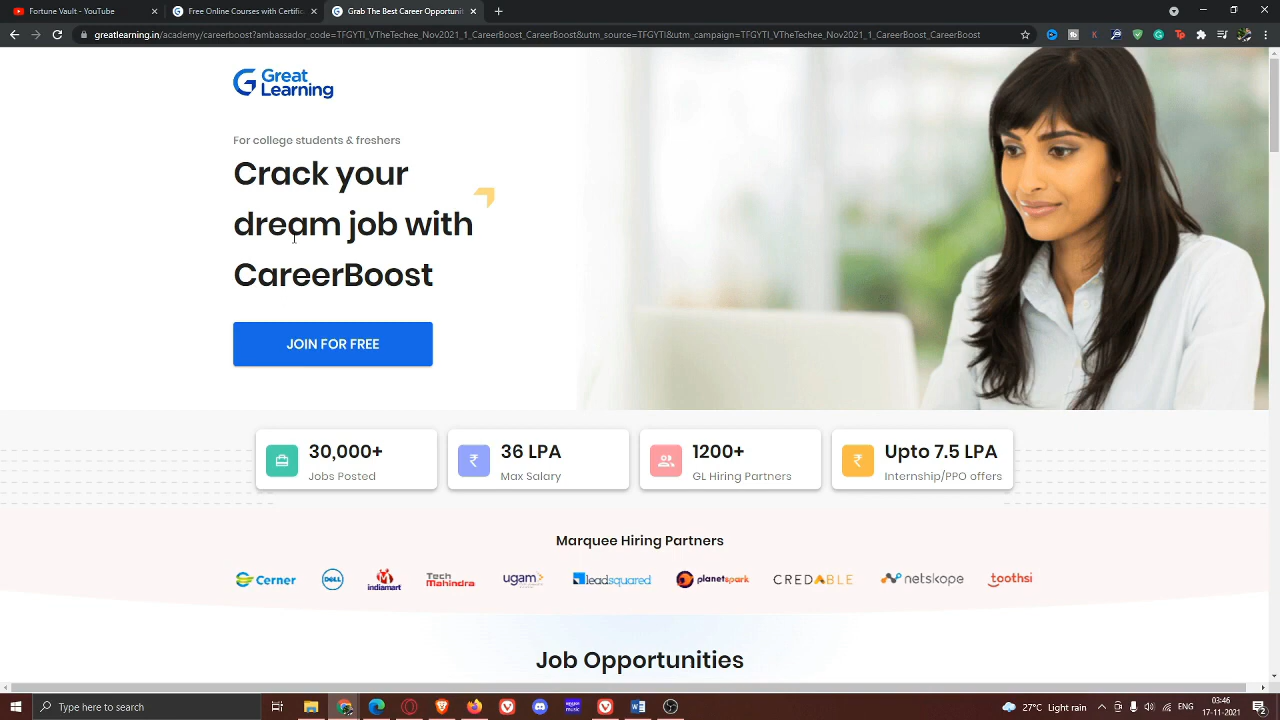 Fortune Vault - YouTube
Free Online Courses with Certific
Grab The Best Career Opportunit
greatlearning.in/academy/careerboost?ambassador_code=TFGYTI_VTheTechee_Nov2021_1_CareerBoost_CareerBoost&utm_source=TFGYTI&utm_campaign=TFGYTI_VTheTechee_Nov2021_1_CareerBoost_CareerBoost
Great
Learning
For college students & freshers
Crack your
dream job with
CareerBoost
JOIN FOR FREE
30,000+
Jobs Posted
36 LPA
Max Salary
1200+
GL Hiring Partners
Upto 7.5 LPA
Internship/PPO offers
Marquee Hiring Partners
Cerner
DELL
indiamart
Tech Mahindra
ugam
leadsquared
planetspark
CREDABLE
netskope
toothsi
Job Opportunities
Type here to search
27°C Light rain
ENG
03:46
17-11-2021